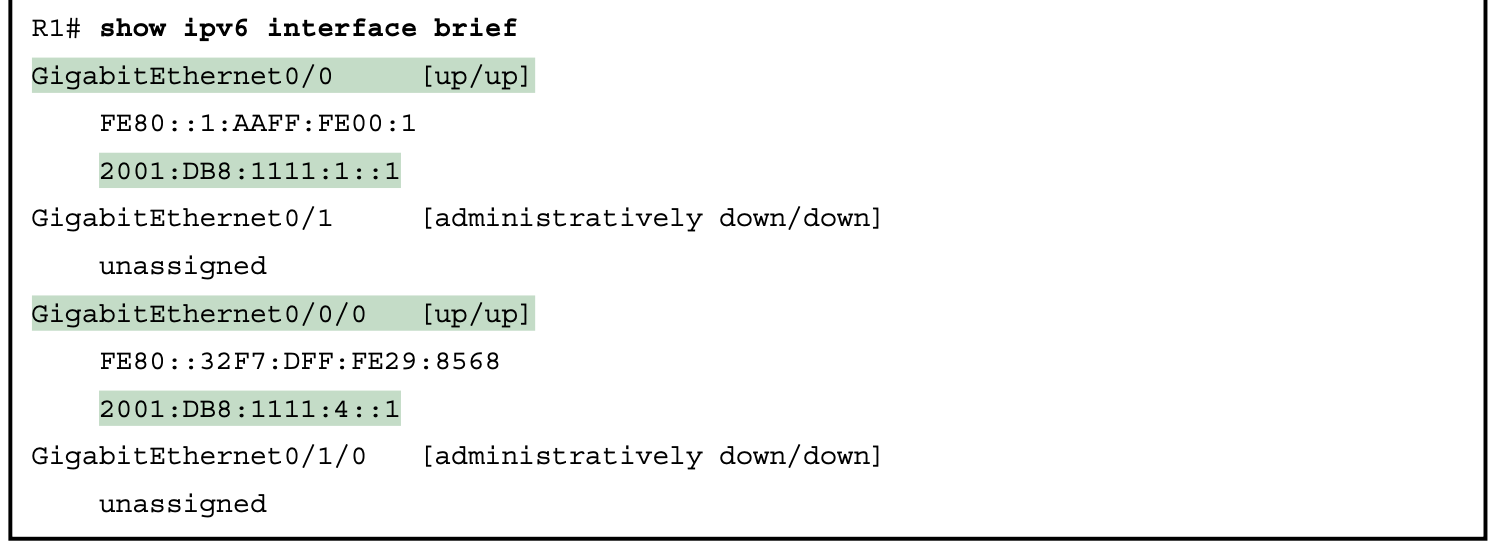 R1# show ipv6 interface brief
GigabitEthernet0/0     [up/up]
    FE80::1:AAFF:FE00:1
    2001:DB8:1111:1::1
GigabitEthernet0/1     [administratively down/down]
    unassigned
GigabitEthernet0/0/0   [up/up]
    FE80::32F7:DFF:FE29:8568
    2001:DB8:1111:4::1
GigabitEthernet0/1/0   [administratively down/down]
    unassigned